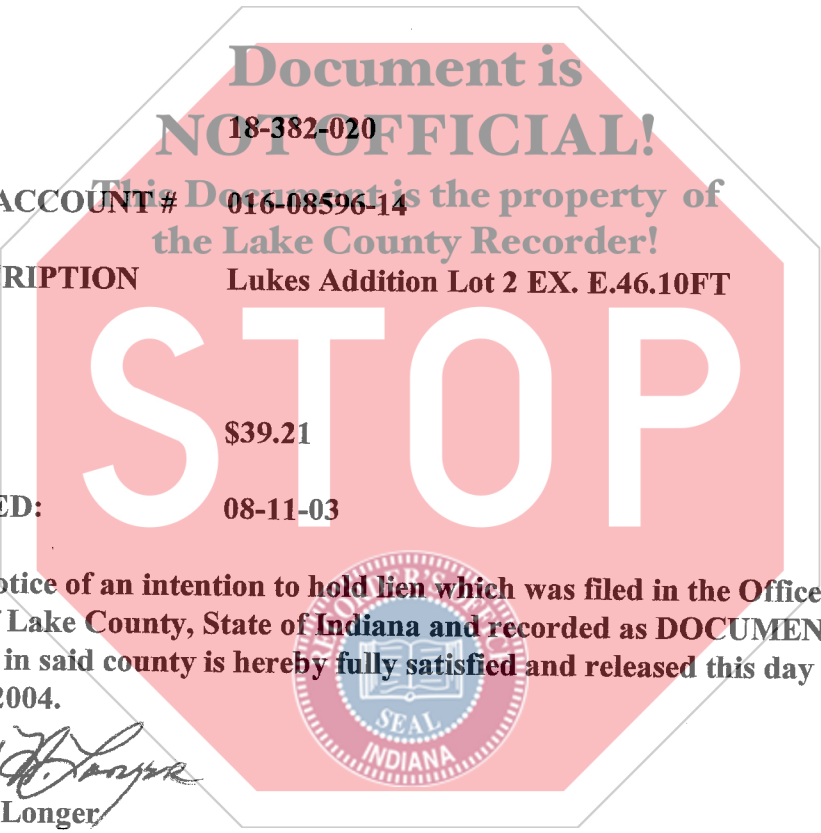 Document is
NOT OFFICIAL!
18-382-020
This Document is the property of
ACCOUNT # 016-08596-14
the Lake County Recorder!
RIPTION Lukes Addition Lot 2 EX. E.46.10FT
STOP
$39.21
ED: 08-11-03
otice of an intention to hold lien which was filed in the Office
f Lake County, State of Indiana and recorded as DOCUMEN
in said county is hereby fully satisfied and released this day
2004.
RECORDER'S OFFICE
SEAL
INDIANA
Longer